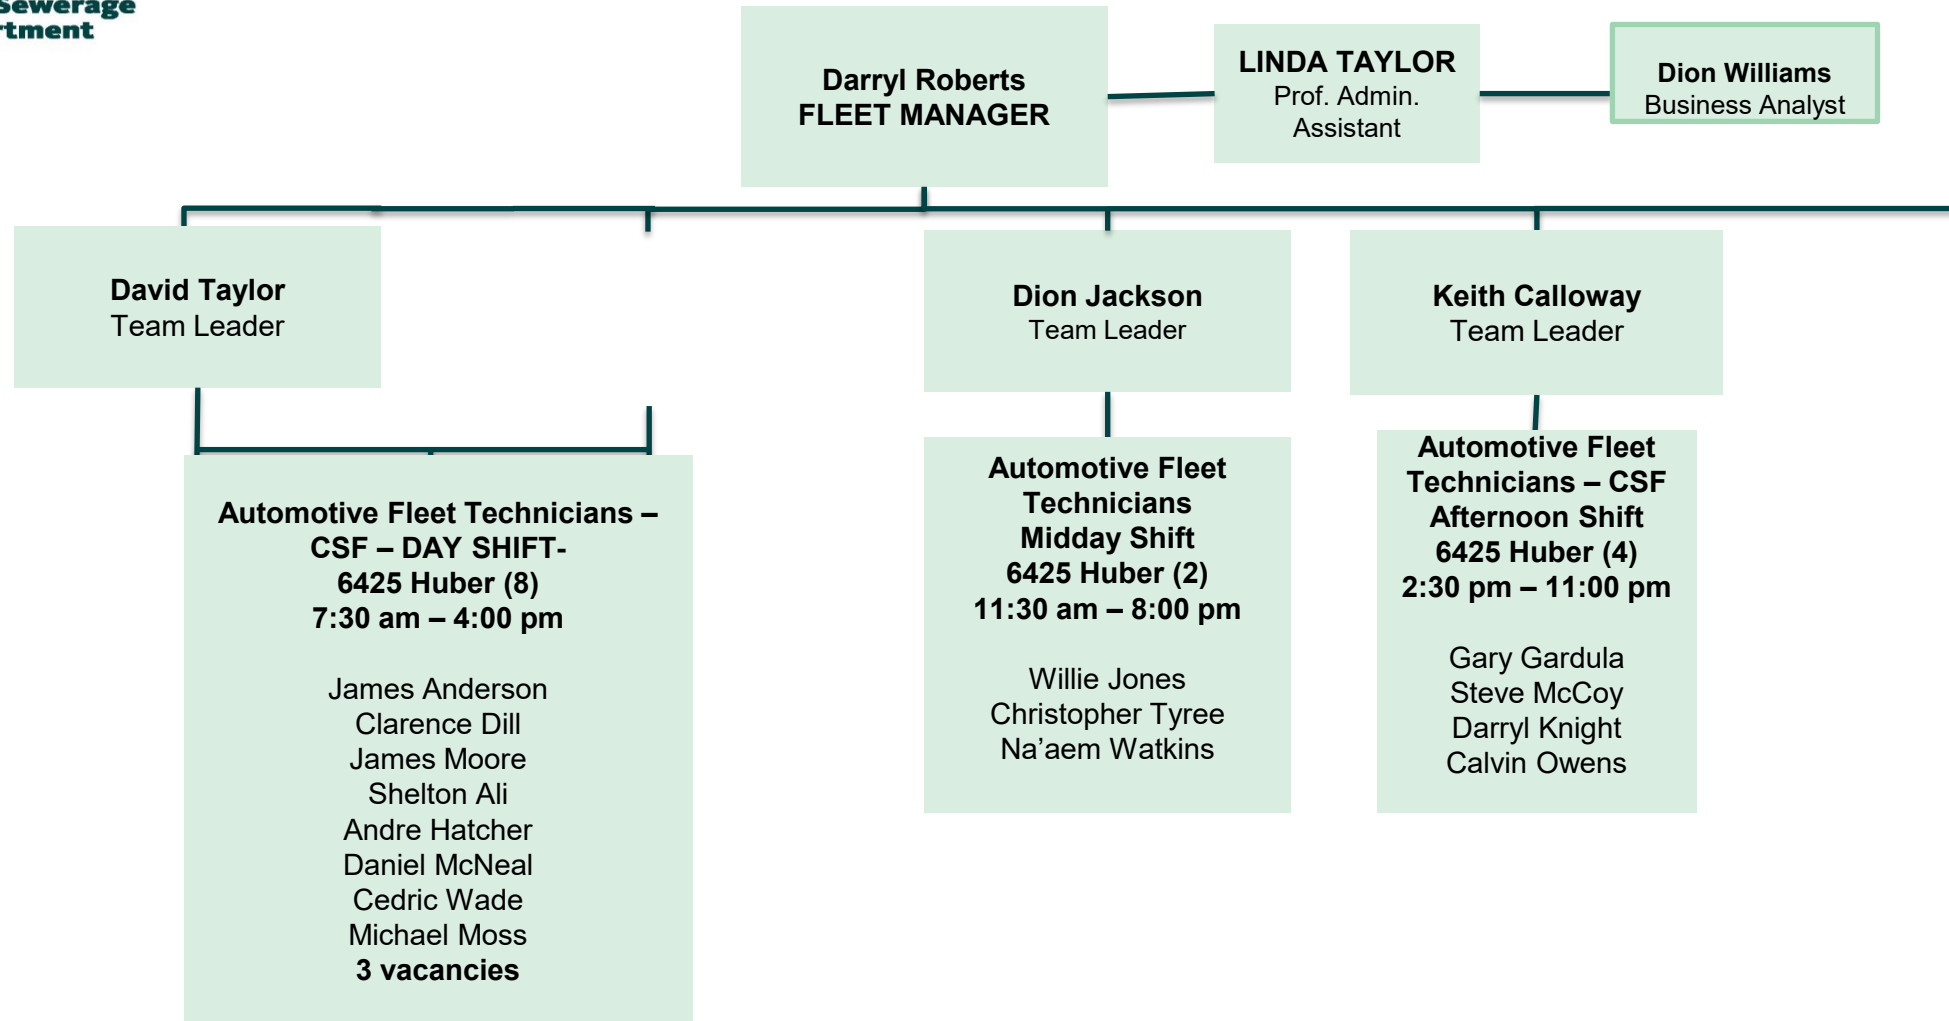 Sewerage
rtment
Darryl Roberts
FLEET MANAGER
LINDA TAYLOR
Prof. Admin.
Assistant
Dion Williams
Business Analyst
David Taylor
Team Leader
Dion Jackson
Team Leader
Keith Calloway
Team Leader
Automotive Fleet Technicians –
CSF – DAY SHIFT-
6425 Huber (8)
7:30 am – 4:00 pm
James Anderson
Clarence Dill
James Moore
Shelton Ali
Andre Hatcher
Daniel McNeal
Cedric Wade
Michael Moss
3 vacancies
Automotive Fleet
Technicians
Midday Shift
6425 Huber (2)
11:30 am – 8:00 pm
Willie Jones
Christopher Tyree
Na’aem Watkins
Automotive Fleet
Technicians – CSF
Afternoon Shift
6425 Huber (4)
2:30 pm – 11:00 pm
Gary Gardula
Steve McCoy
Darryl Knight
Calvin Owens